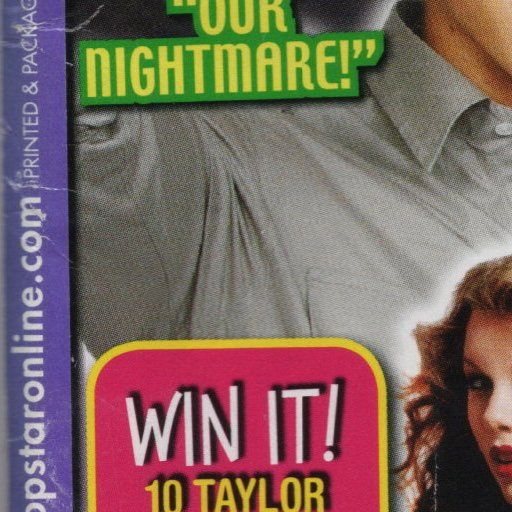 "OUR
NIGHTMARE!"
WIN IT!
10 TAYLOR
opstaronline.com PRINTED & PACKAG